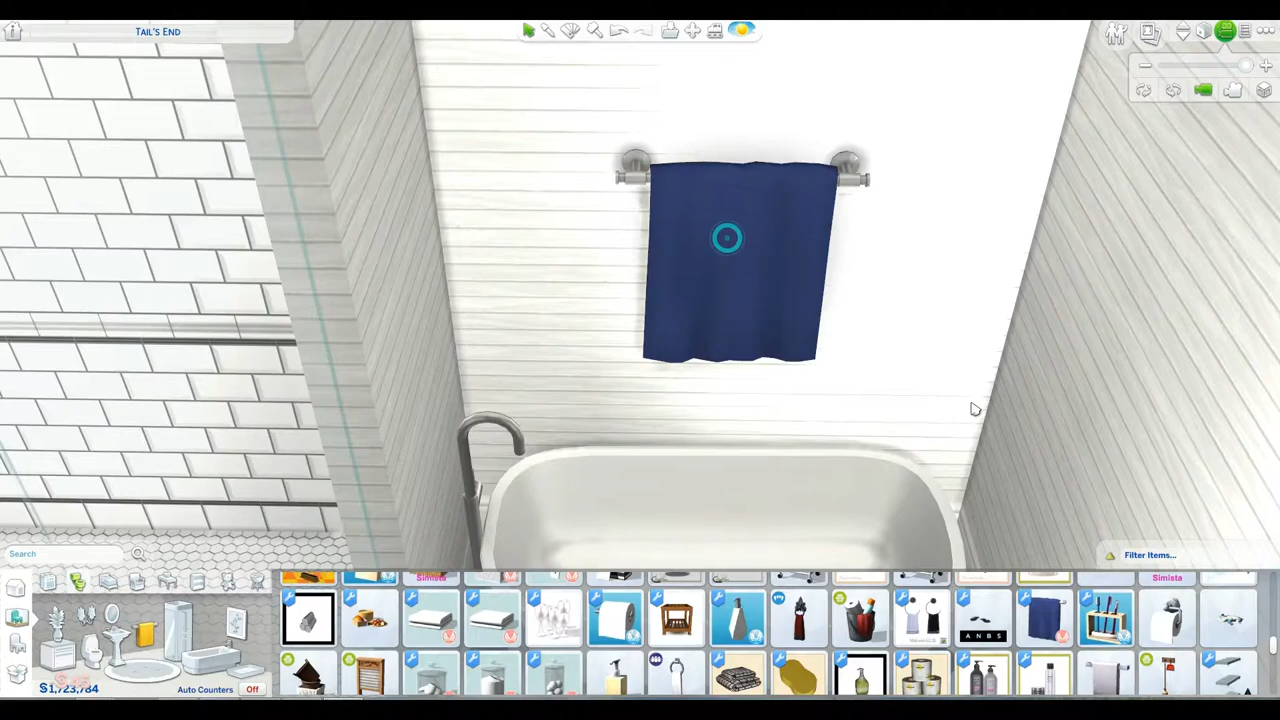 TAIL'S END
Search
Filter Items...
Simista
Simista
ANBS
$1,723,784
Auto Counters
Off